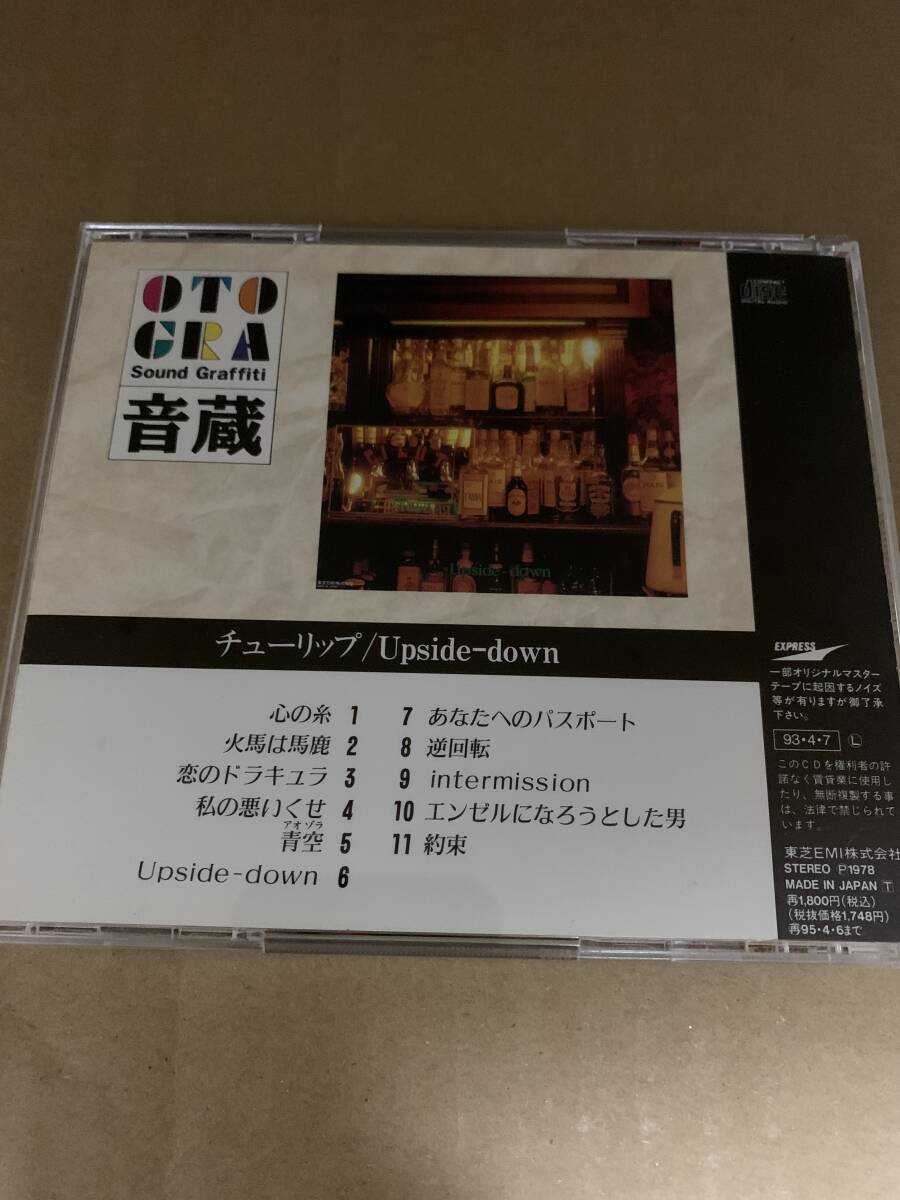 OTO
GRA
Sound Graffiti
音蔵
COMPACT
disc
DIGITAL AUDIO
Upside-down
チューリップ/Upside-down
心の糸 1
火馬は馬鹿 2
恋のドラキュラ 3
私の悪いくせ 4
アオゾラ
青空 5
Upside-down 6
7 あなたへのパスポート
8 逆回転
9 intermission
10 エンゼルになろうとした男
11 約束
EXPRESS
一部オリジナルマスター
テープに起因するノイズ
等が有りますが御了承
下さい。
93・4・7 Ⓛ
このCDを権利者の許
諾なく賃貸業に使用し
たり、無断複製する事
は、法律で禁じられて
います。
東芝EMI株式会社
STEREO Ⓟ1978
MADE IN JAPAN T
再1,800円(税込)
(税抜価格1,748円)
再95・4・6まで